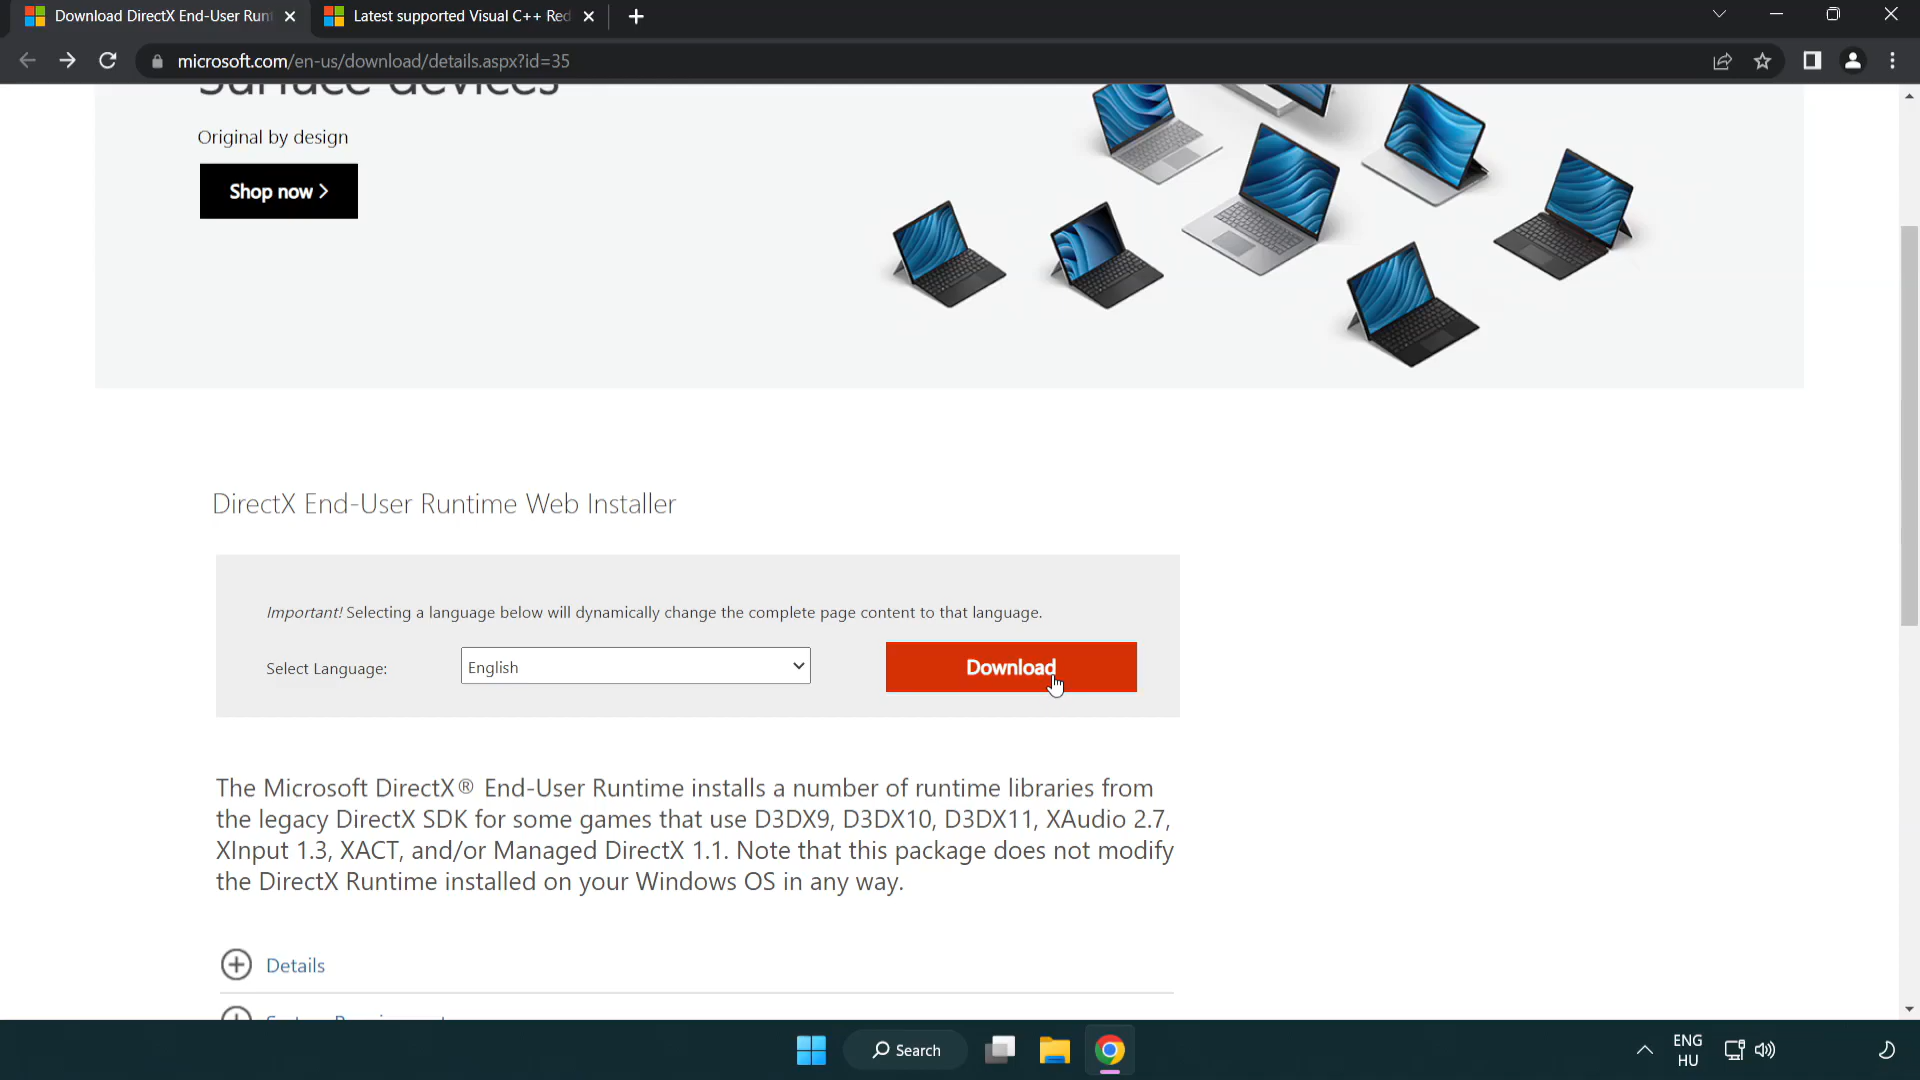 Download DirectX End-User Run
Latest supported Visual C++ Red
microsoft.com/en-us/download/details.aspx?id=35
Surface devices
Original by design
Shop now >
DirectX End-User Runtime Web Installer
Important! Selecting a language below will dynamically change the complete page content to that language.
Select Language:
English
Download
The Microsoft DirectX® End-User Runtime installs a number of runtime libraries from
the legacy DirectX SDK for some games that use D3DX9, D3DX10, D3DX11, XAudio 2.7,
XInput 1.3, XACT, and/or Managed DirectX 1.1. Note that this package does not modify
the DirectX Runtime installed on your Windows OS in any way.
Details
Search
ENG
HU